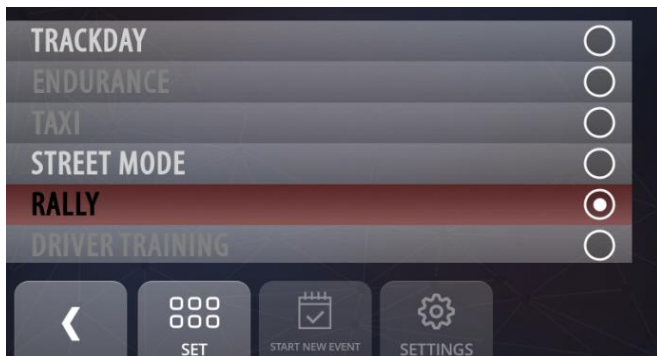 TRACKDAY
ENDURANCE
TAXI
STREET MODE
RALLY
DRIVER TRAINING
SET
START NEW EVENT
SETTINGS